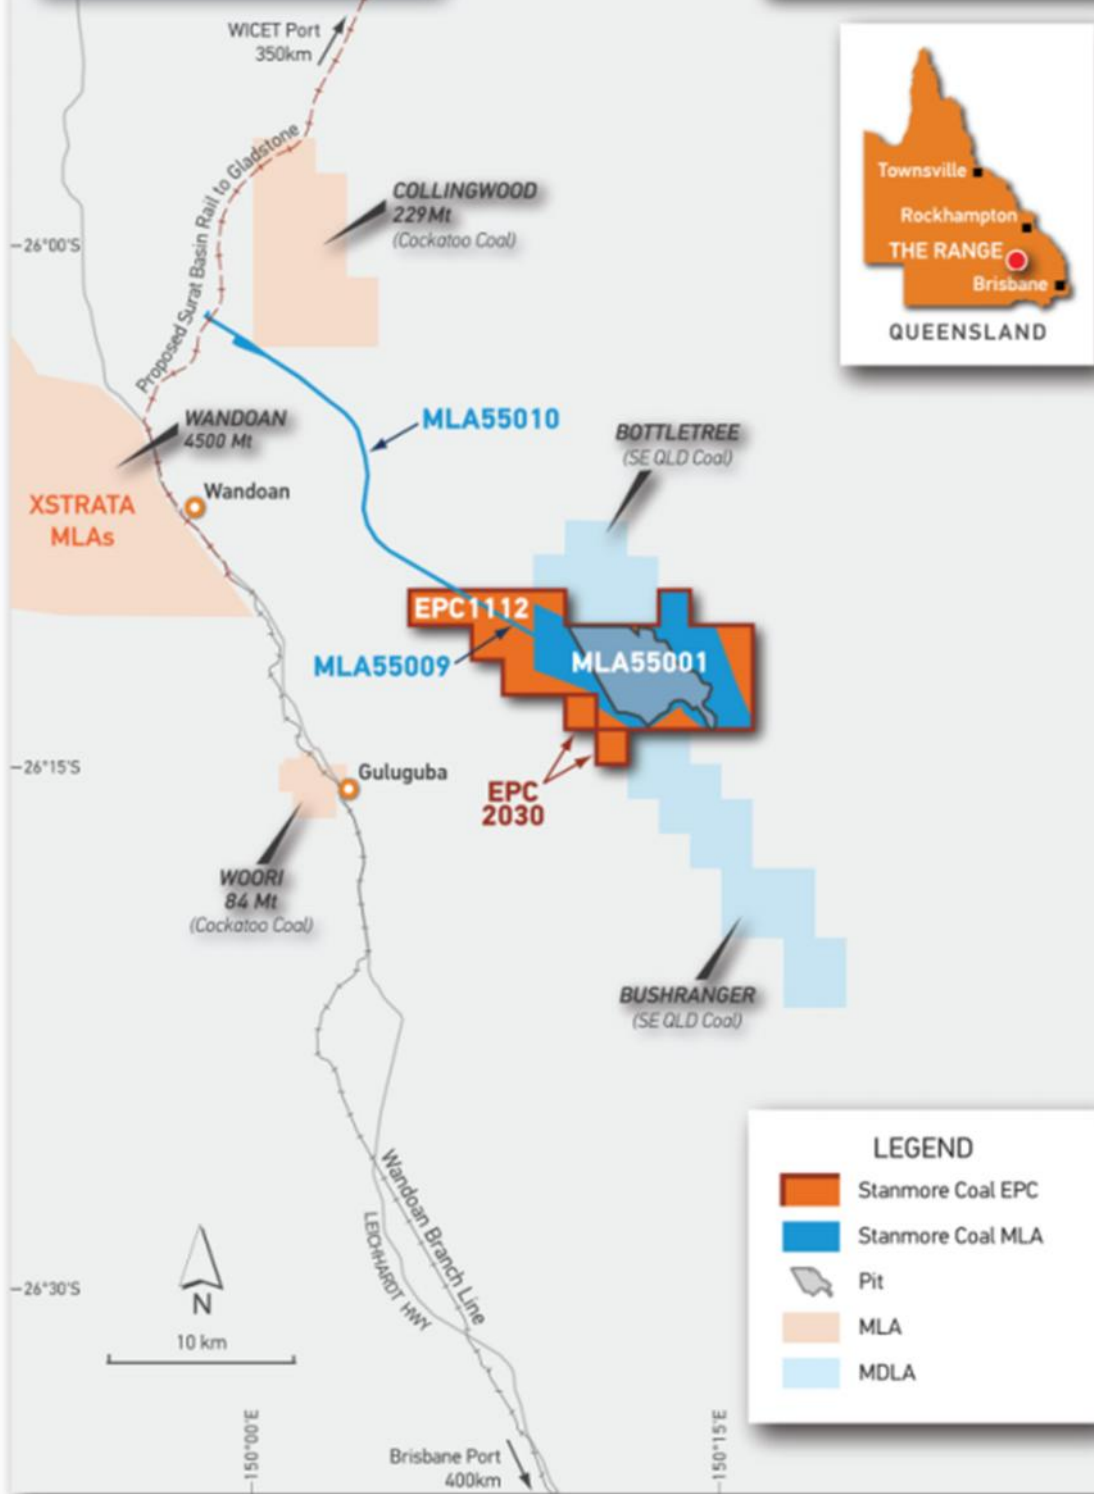 WICET Port
350km
Proposed Surat Basin Rail to Gladstone
COLLINGWOOD
229Mt
(Cockatoo Coal)
26°00'S
Townsville
Rockhampton
THE RANGE
Brisbane
QUEENSLAND
WANDOAN
4500 Mt
MLA55010
BOTTLETREE
(SE QLD Coal)
XSTRATA
MLAs
Wandoan
EPC1112
MLA55009
MLA55001
26°15'S
Guluguba
EPC
2030
WOORI
84 Mt
(Cockatoo Coal)
BUSHRANGER
(SE QLD Coal)
Wandoan Branch Line
LEICHHARDT HWY
26°30'S
N
10 km
LEGEND
Stanmore Coal EPC
Stanmore Coal MLA
Pit
MLA
MDLA
150°00'E
150°15'E
Brisbane Port
400km